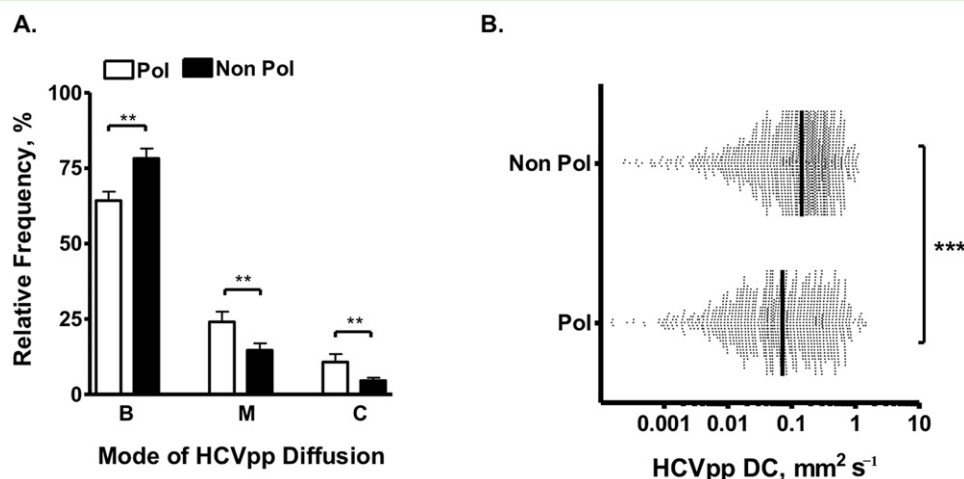 A.
Pol Non Pol
Relative Frequency, %
100
75
50
25
0
**
**
**
B M C
Mode of HCVpp Diffusion
B.
Non Pol
Pol
***
0.001 0.01 0.1 1 10
HCVpp DC, mm² s⁻¹